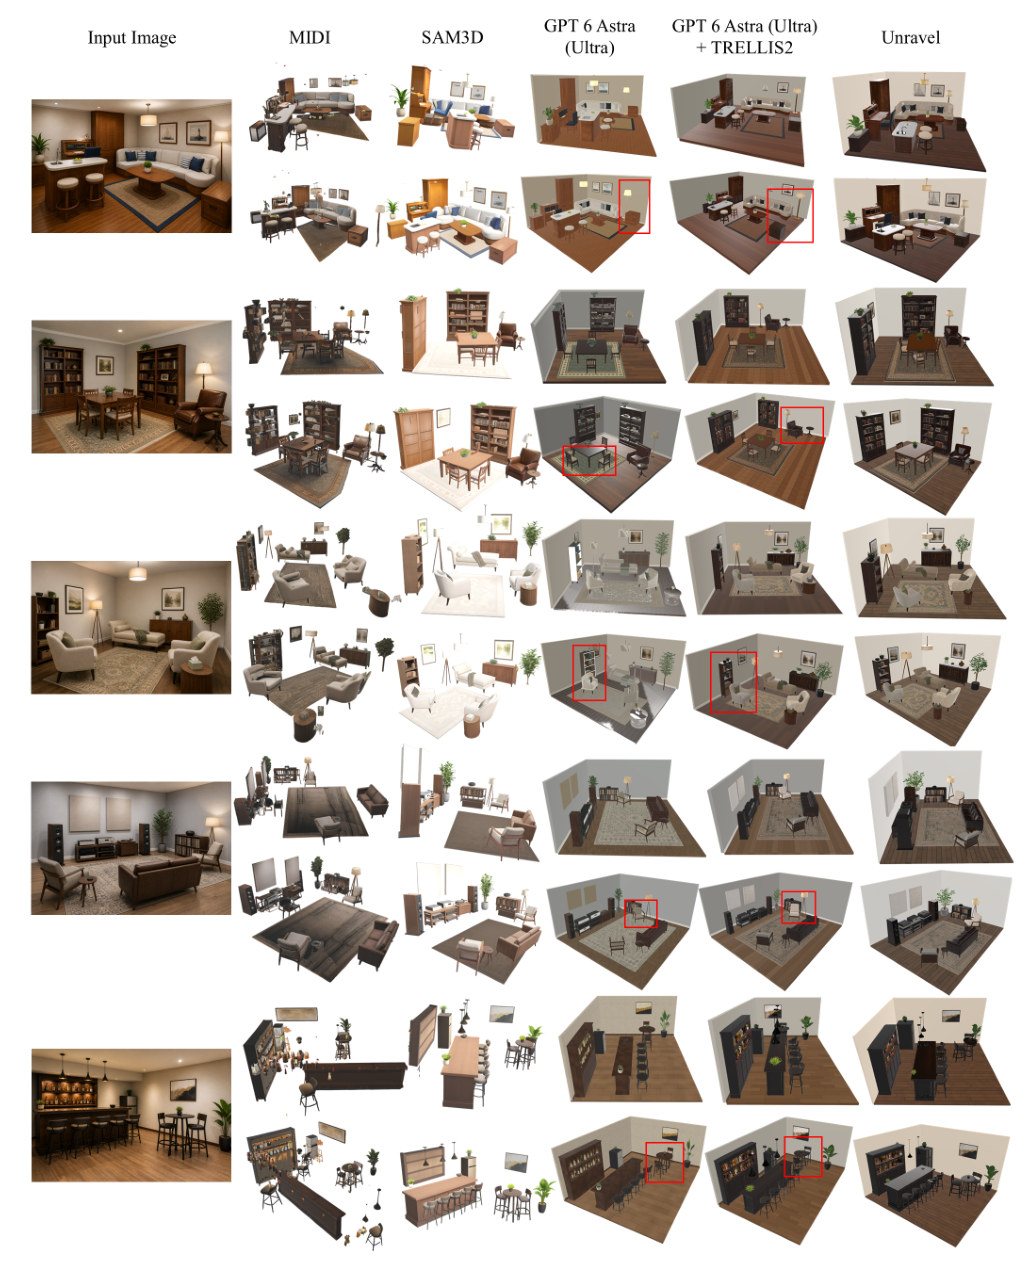 Input Image
MIDI
SAM3D
GPT 6 Astra
(Ultra)
GPT 6 Astra (Ultra)
+ TRELLIS2
Unravel